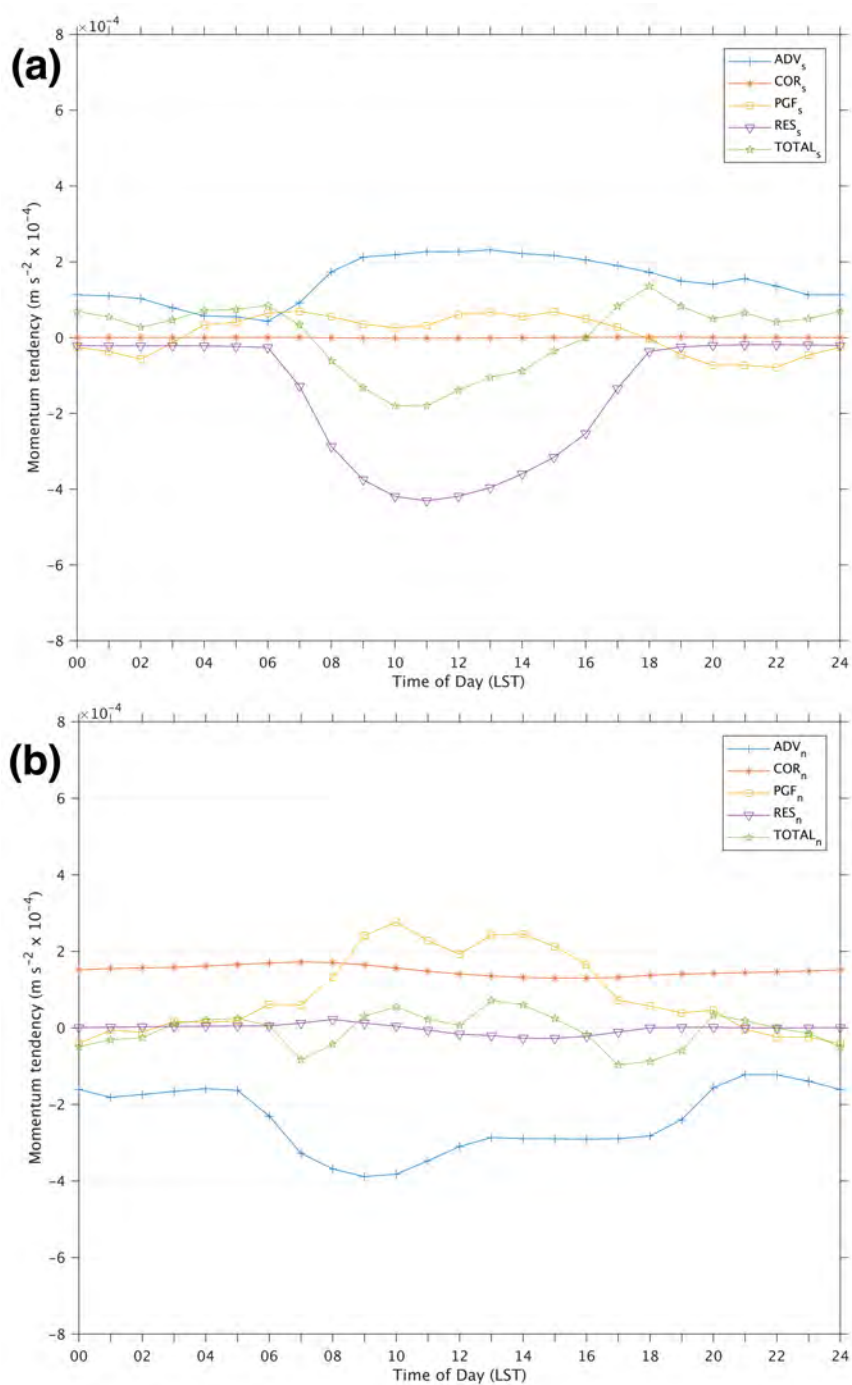 ×10⁻⁴
(a)
ADVₛ
CORₛ
PGFₛ
RESₛ
TOTALₛ
Momentum tendency (m s⁻² x 10⁻⁴)
8
6
4
2
0
-2
-4
-6
-8
00 02 04 06 08 10 12 14 16 18 20 22 24
Time of Day (LST)
×10⁻⁴
(b)
ADVₙ
CORₙ
PGFₙ
RESₙ
TOTALₙ
Momentum tendency (m s⁻² x 10⁻⁴)
8
6
4
2
0
-2
-4
-6
-8
00 02 04 06 08 10 12 14 16 18 20 22 24
Time of Day (LST)